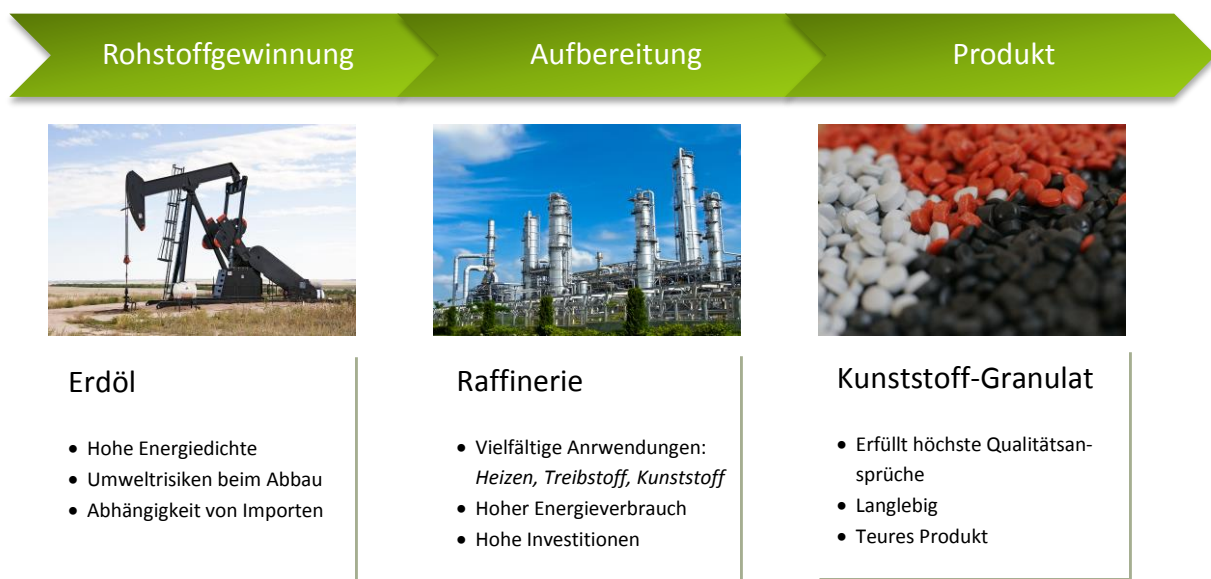 Rohstoffgewinnung
Aufbereitung
Produkt
Erdöl
• Hohe Energiedichte
• Umweltrisiken beim Abbau
• Abhängigkeit von Importen
Raffinerie
• Vielfältige Anrwendungen:
Heizen, Treibstoff, Kunststoff
• Hoher Energieverbrauch
• Hohe Investitionen
Kunststoff-Granulat
• Erfüllt höchste Qualitätsan-
sprüche
• Langlebig
• Teures Produkt